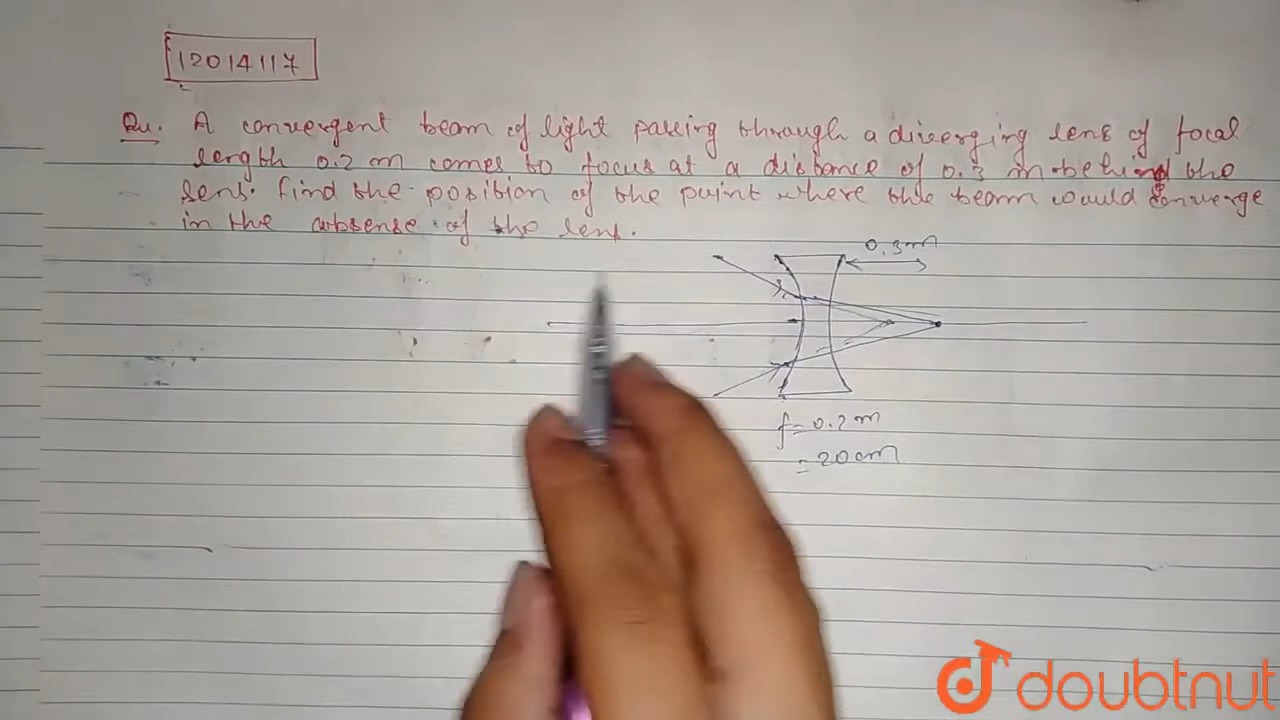 12014117
Qu. A convergent beam of light passing through a diverging lens of focal
length 0.2 m comes to focus at a distance of 0.3 m behind the
lens. find the position of the point where this beam would converge
in the absense of the lens.
0.3m
f = 0.2 m
= 20 cm
doubtnut